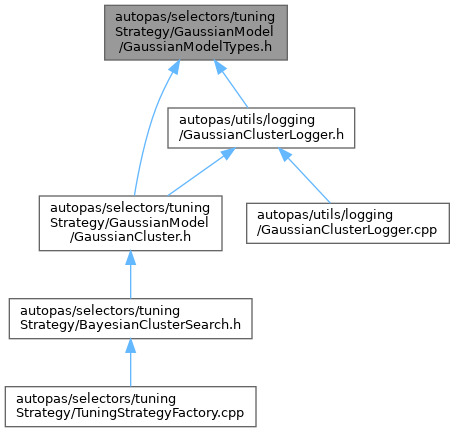 autopas/selectors/tuning
Strategy/GaussianModel
/GaussianModelTypes.h
autopas/utils/logging
/GaussianClusterLogger.h
autopas/selectors/tuning
Strategy/GaussianModel
/GaussianCluster.h
autopas/utils/logging
/GaussianClusterLogger.cpp
autopas/selectors/tuning
Strategy/BayesianClusterSearch.h
autopas/selectors/tuning
Strategy/TuningStrategyFactory.cpp